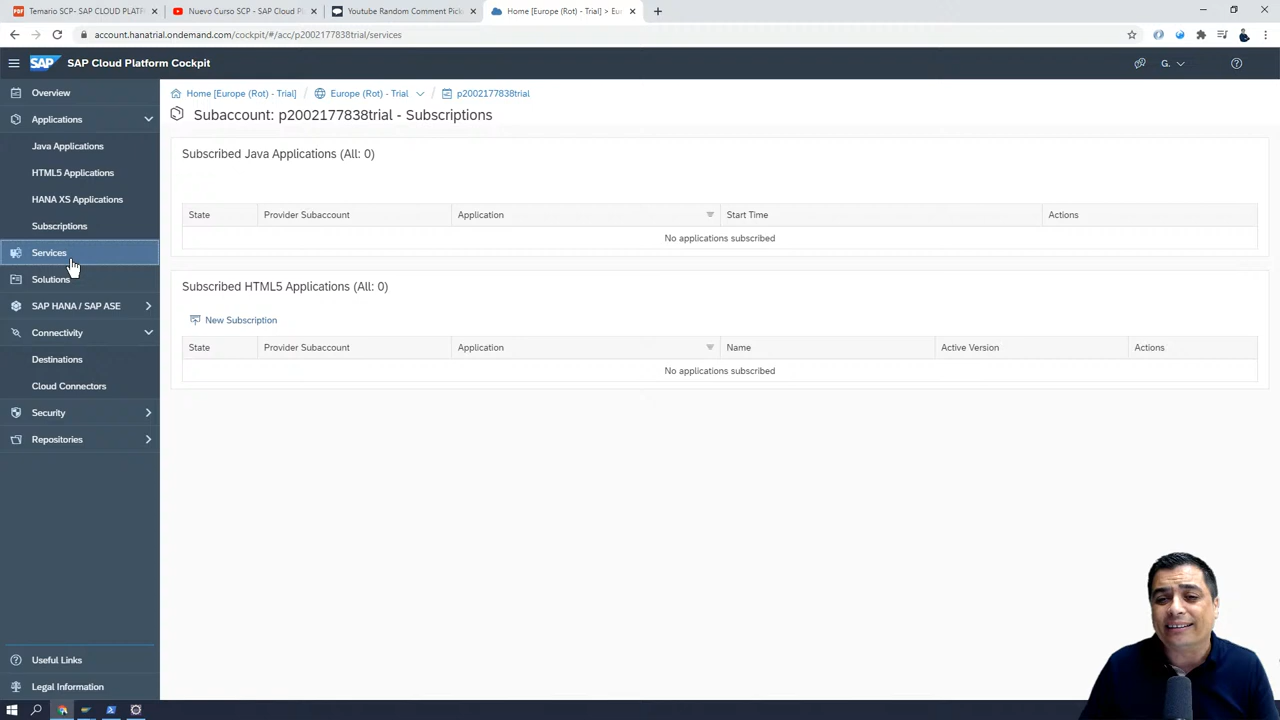 Temario SCP- SAP CLOUD PLATF
Nuevo Curso SCP - SAP Cloud Pl
Youtube Random Comment Pick
Home [Europe (Rot) - Trial] > Eu
account.hanatrial.ondemand.com/cockpit/#/acc/p2002177838trial/services
SAP
SAP Cloud Platform Cockpit
G.
Overview
Home [Europe (Rot) - Trial]
/
Europe (Rot) - Trial
/
p2002177838trial
Subaccount: p2002177838trial - Subscriptions
Applications
Java Applications
HTML5 Applications
HANA XS Applications
Subscriptions
Services
Solutions
SAP HANA / SAP ASE
Connectivity
Destinations
Cloud Connectors
Security
Repositories
Subscribed Java Applications (All: 0)
State Provider Subaccount Application Start Time Actions
No applications subscribed
Subscribed HTML5 Applications (All: 0)
New Subscription
State Provider Subaccount Application Name Active Version Actions
No applications subscribed
Useful Links
Legal Information